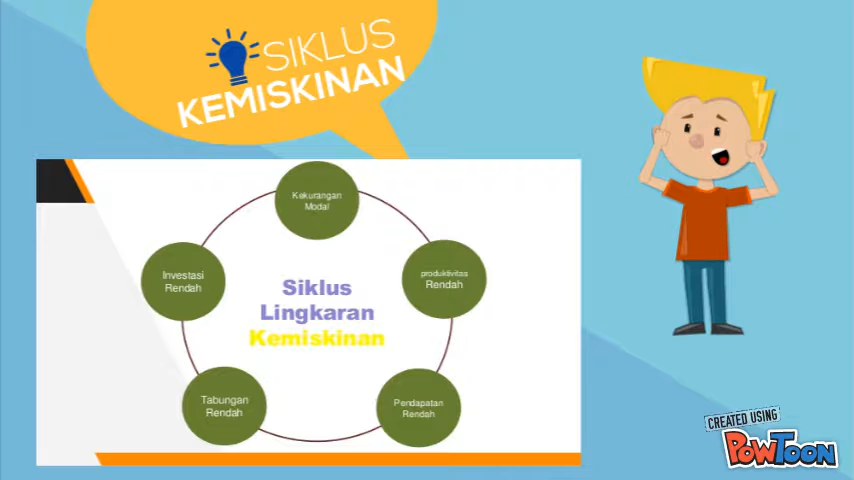 SIKLUS
KEMISKINAN
Kekurangan
Modal
Investasi
Rendah
produktivitas
Rendah
Siklus
Lingkaran
Kemiskinan
Tabungan
Rendah
Pendapatan
Rendah
CREATED USING
POWTOON